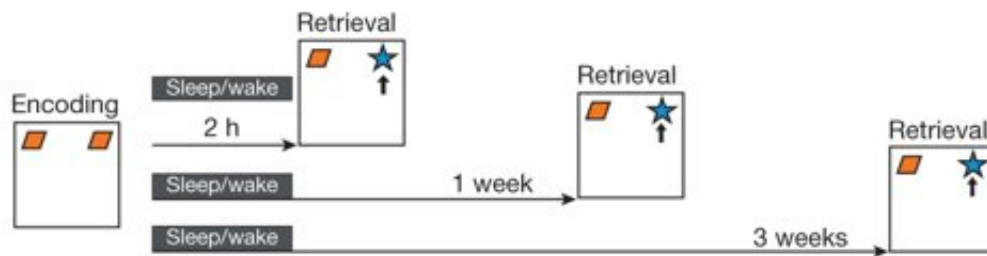 Retrieval
Sleep/wake
Encoding
2 h
Retrieval
Sleep/wake
1 week
Retrieval
Sleep/wake
3 weeks